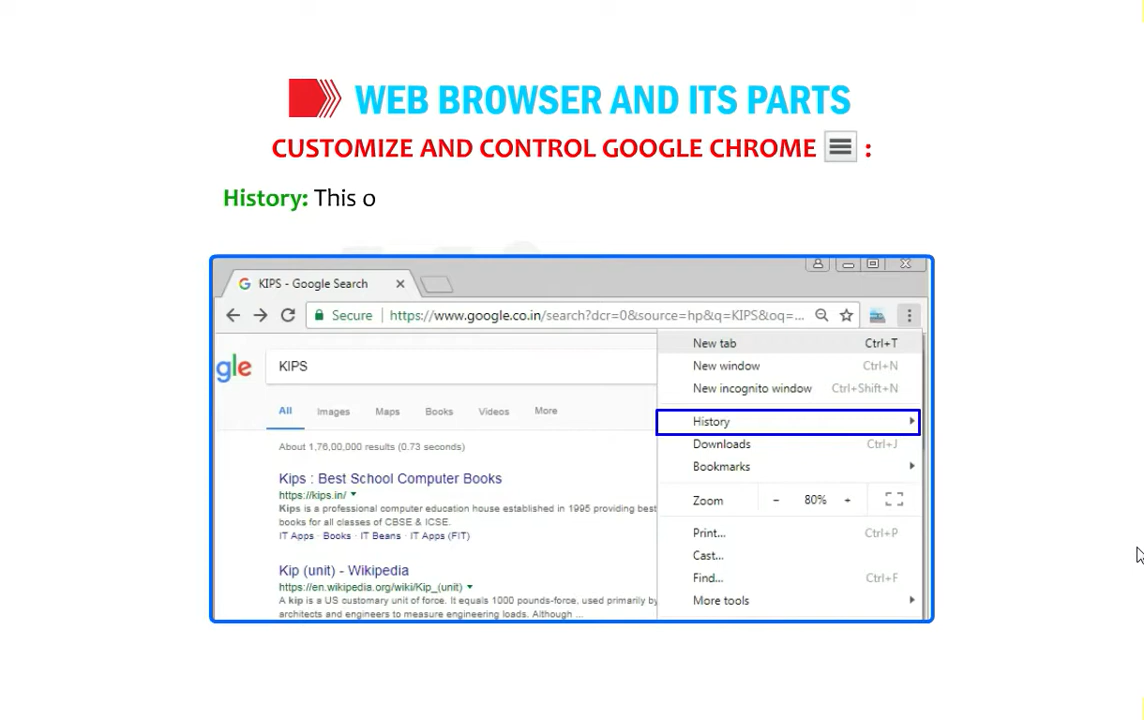 WEB BROWSER AND ITS PARTS
CUSTOMIZE AND CONTROL GOOGLE CHROME :
History: This o
KIPS - Google Search
Secure https://www.google.co.in/search?dcr=0&source=hp&q=KIPS&oq=...
gle
KIPS
All Images Maps Books Videos More
About 1,76,00,000 results (0.73 seconds)
Kips : Best School Computer Books
https://kips.in/
Kips is a professional computer education house established in 1995 providing best
books for all classes of CBSE & ICSE.
IT Apps · Books · IT Beans · IT Apps (FIT)
Kip (unit) - Wikipedia
https://en.wikipedia.org/wiki/Kip_(unit)
A kip is a US customary unit of force. It equals 1000 pounds-force, used primarily by
architects and engineers to measure engineering loads. Although ...
New tab Ctrl+T
New window Ctrl+N
New incognito window Ctrl+Shift+N
History
Downloads Ctrl+J
Bookmarks
Zoom - 80% +
Print... Ctrl+P
Cast...
Find... Ctrl+F
More tools